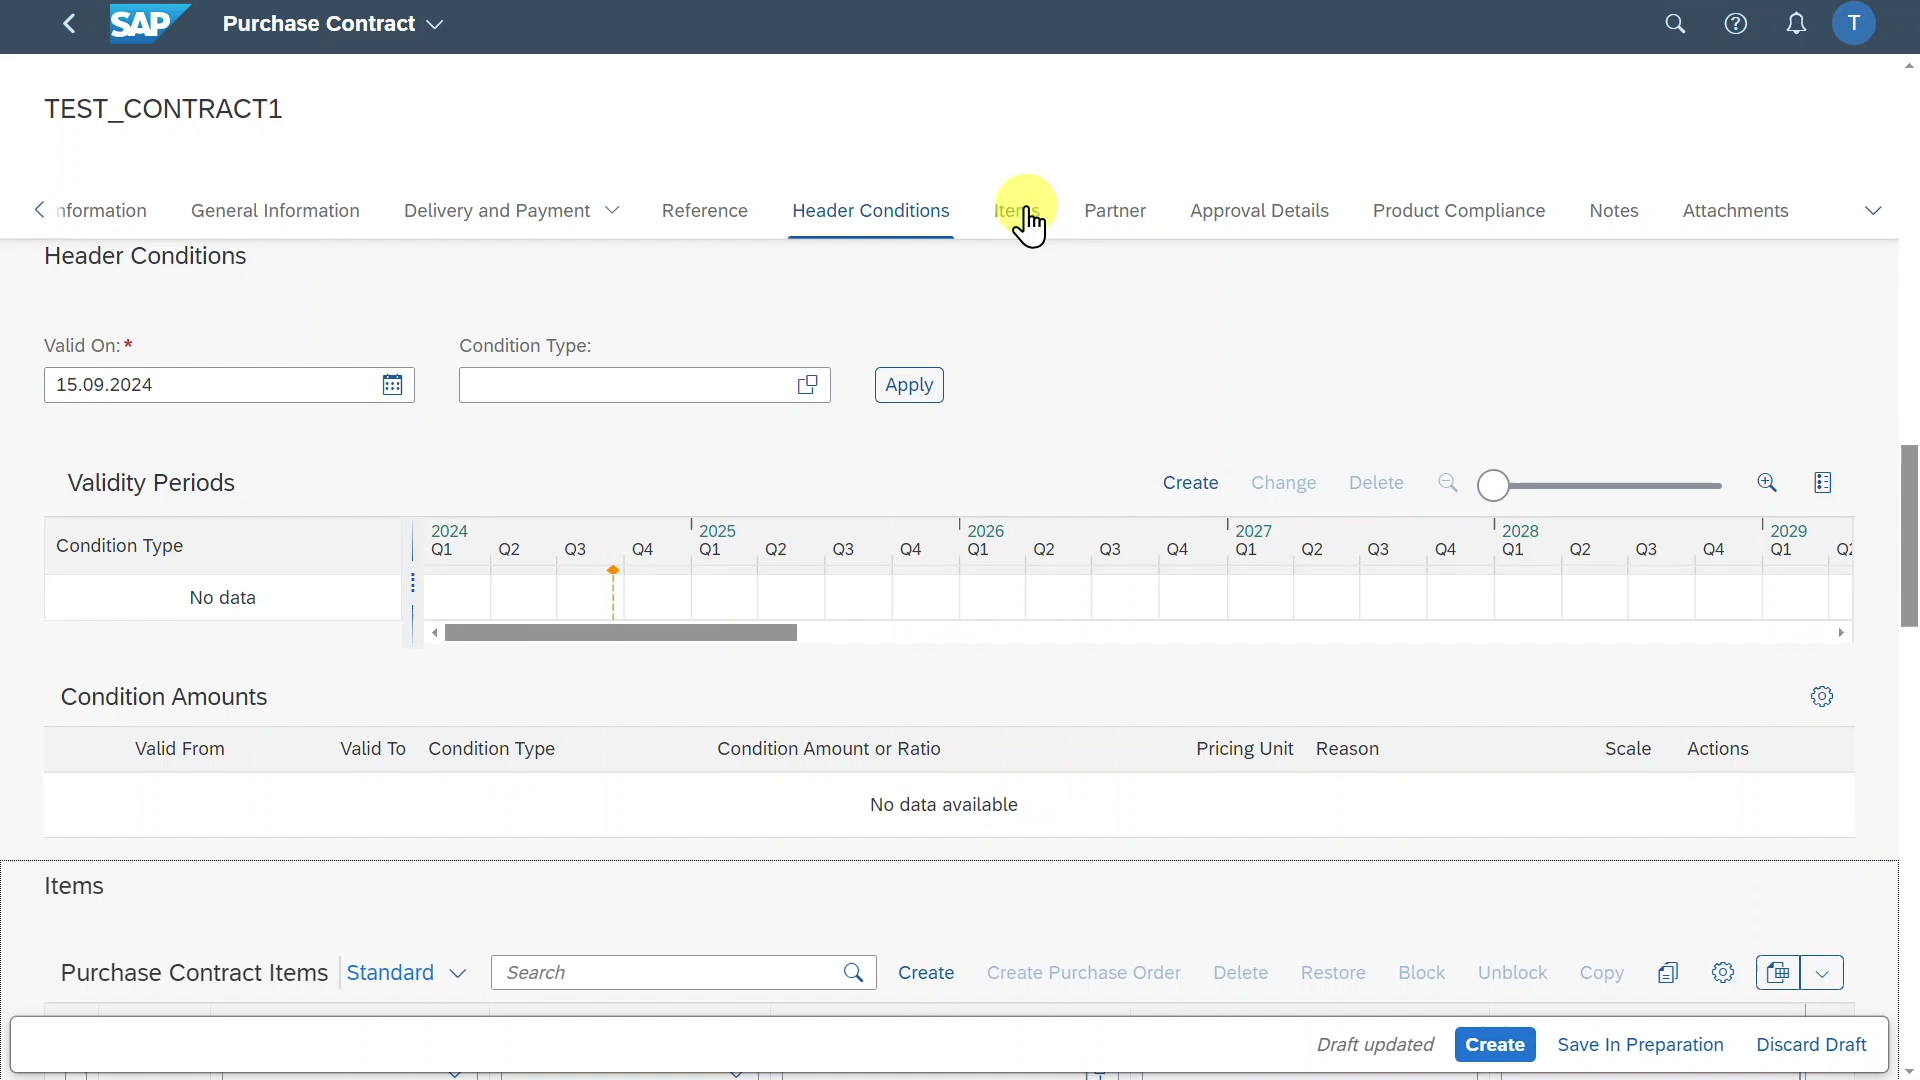 SAP Purchase Contract T
TEST_CONTRACT1
nformation General Information Delivery and Payment Reference Header Conditions Items Partner Approval Details Product Compliance Notes Attachments
Header Conditions
Valid On:* Condition Type:
15.09.2024 Apply
Validity Periods Create Change Delete
2024 2025 2026 2027 2028 2029
Condition Type Q1 Q2 Q3 Q4 Q1 Q2 Q3 Q4 Q1 Q2 Q3 Q4 Q1 Q2 Q3 Q4 Q1 Q2 Q3 Q4 Q1 Q2
No data
Condition Amounts
Valid From Valid To Condition Type Condition Amount or Ratio Pricing Unit Reason Scale Actions
No data available
Items
Purchase Contract Items Standard Search Create Create Purchase Order Delete Restore Block Unblock Copy
Draft updated Create Save In Preparation Discard Draft